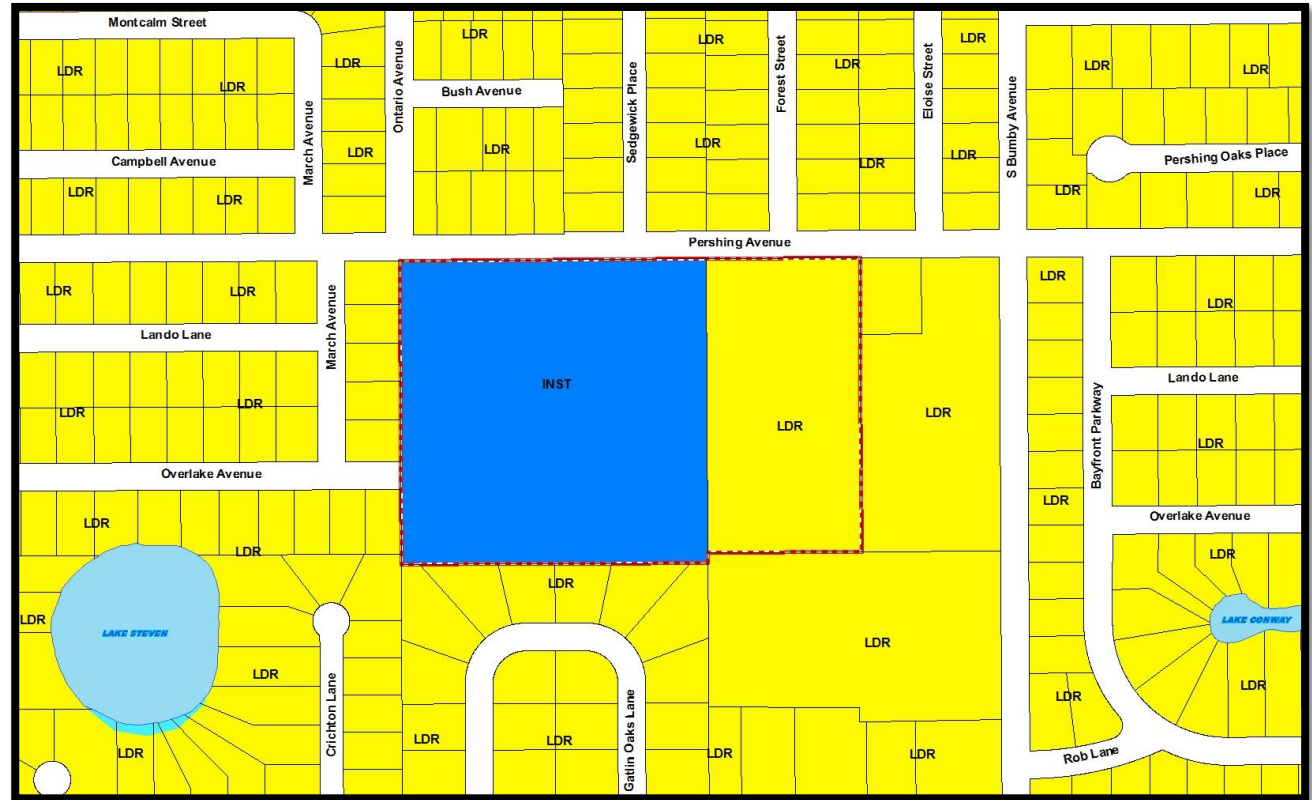 Montcalm Street
LDR
LDR
LDR
LDR
LDR
LDR
LDR
LDR
LDR
Ontario Avenue
Bush Avenue
Sedgewick Place
Forest Street
Eloise Street
S Bumby Avenue
March Avenue
LDR
LDR
LDR
LDR
LDR
Campbell Avenue
Pershing Oaks Place
LDR
LDR
LDR
LDR
Pershing Avenue
LDR
LDR
LDR
LDR
Lando Lane
March Avenue
Lando Lane
INST
LDR
LDR
LDR
LDR
LDR
Bayfront Parkway
Overlake Avenue
LDR
LDR
LDR
Overlake Avenue
LDR
LDR
LDR
LAKE STEVEN
LAKE CONWAY
LDR
LDR
LDR
LDR
Crichton Lane
Gatlin Oaks Lane
LDR
LDR
LDR
LDR
LDR
LDR
Rob Lane